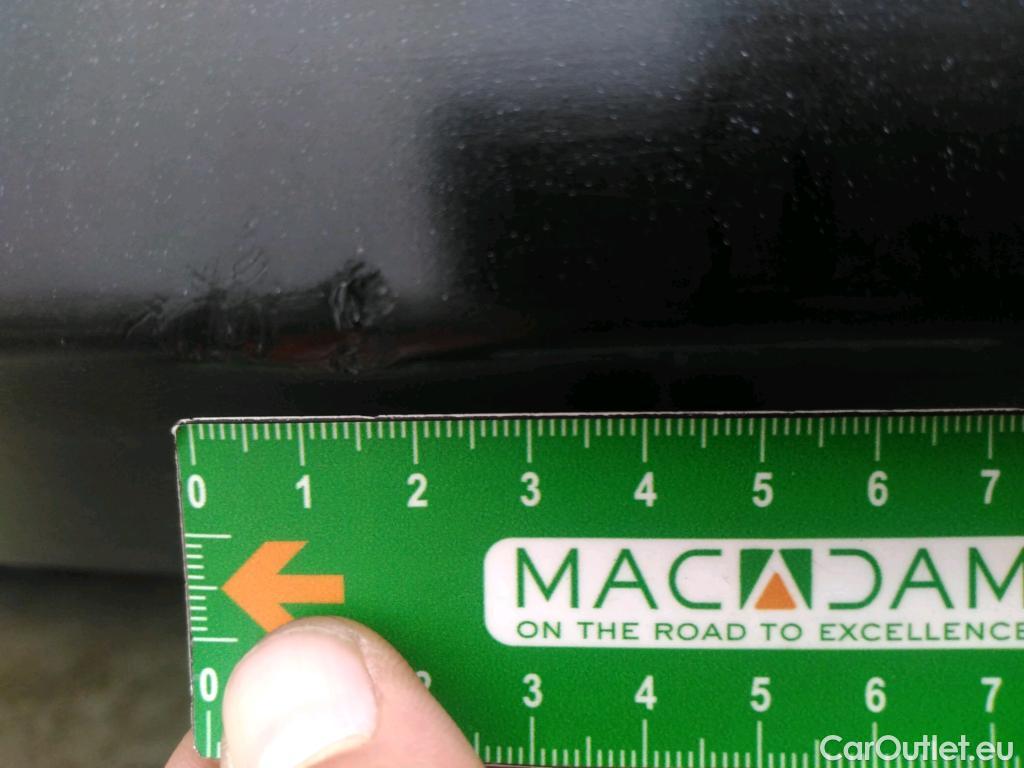 0 1 2 3 4 5 6 7
MACADAM
ON THE ROAD TO EXCELLENCE
0 3 4 5 6 7
CarOutlet.eu